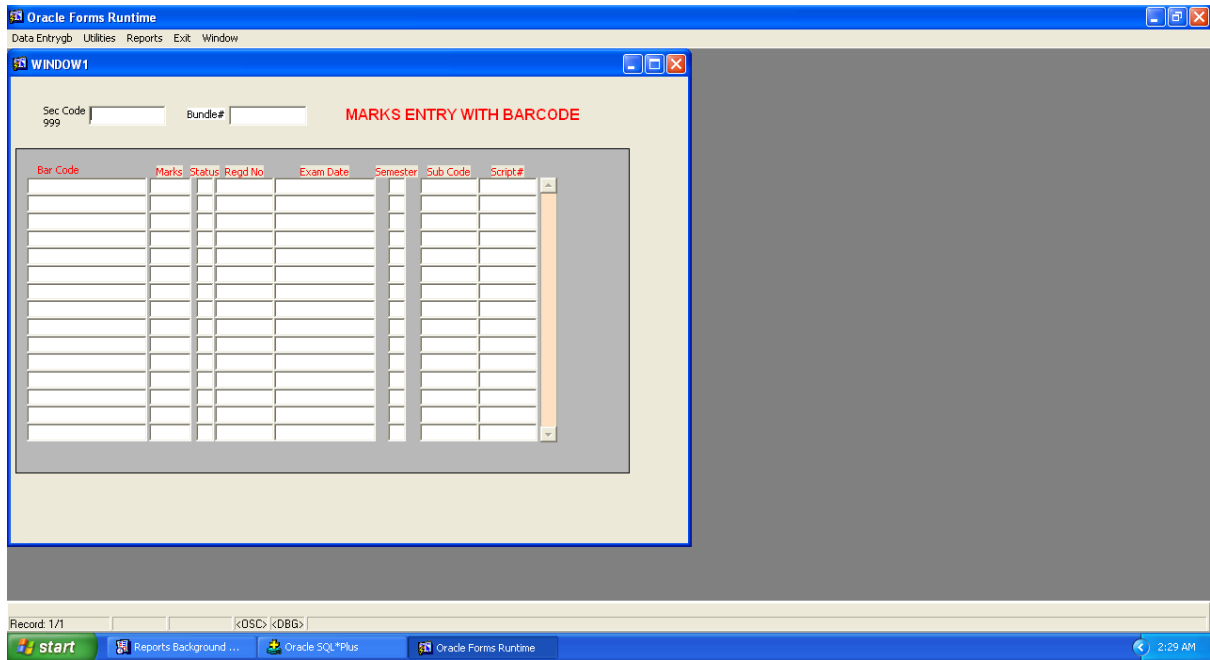 Oracle Forms Runtime
Data Entrygb Utilities Reports Exit Window
WINDOW1
Sec Code
999
Bundle#
MARKS ENTRY WITH BARCODE
Bar Code Marks Status Regd No Exam Date Semester Sub Code Script#
Record: 1/1 <OSC> <DBG>
start Reports Background ... Oracle SQL*Plus Oracle Forms Runtime 2:29 AM